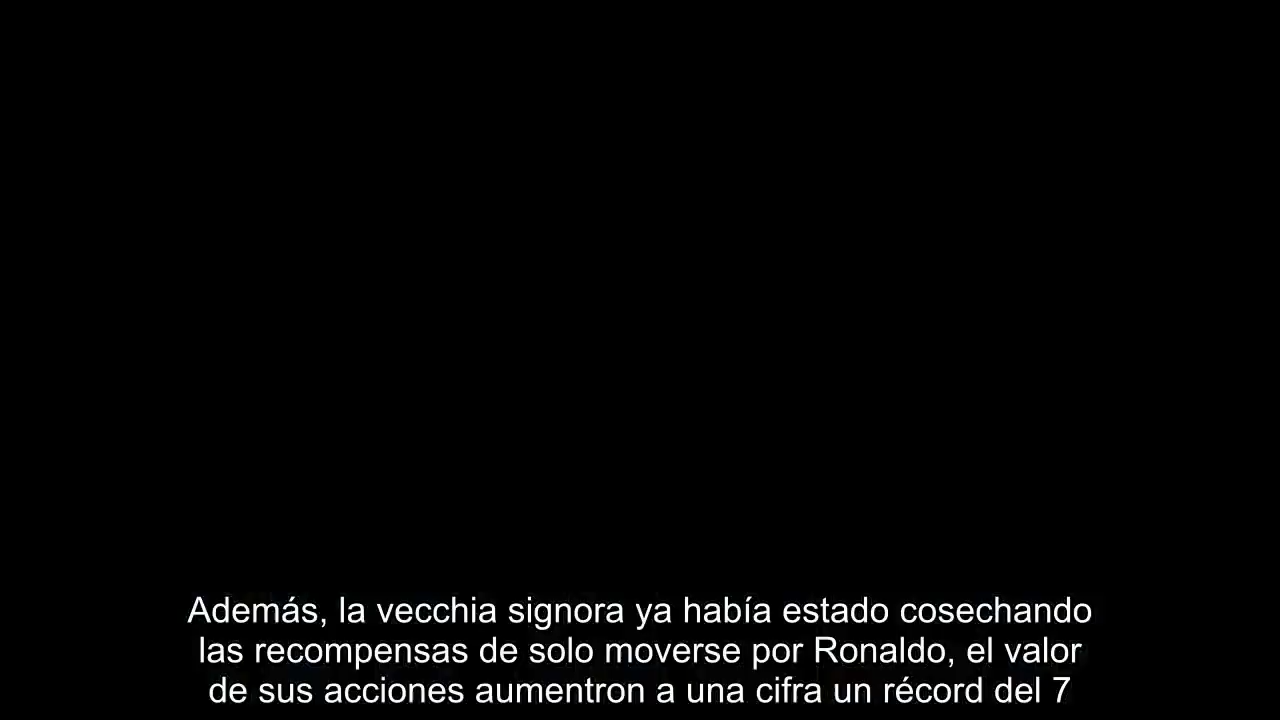 Además, la vecchia signora ya había estado cosechando
las recompensas de solo moverse por Ronaldo, el valor
de sus acciones aumentron a una cifra un récord del 7